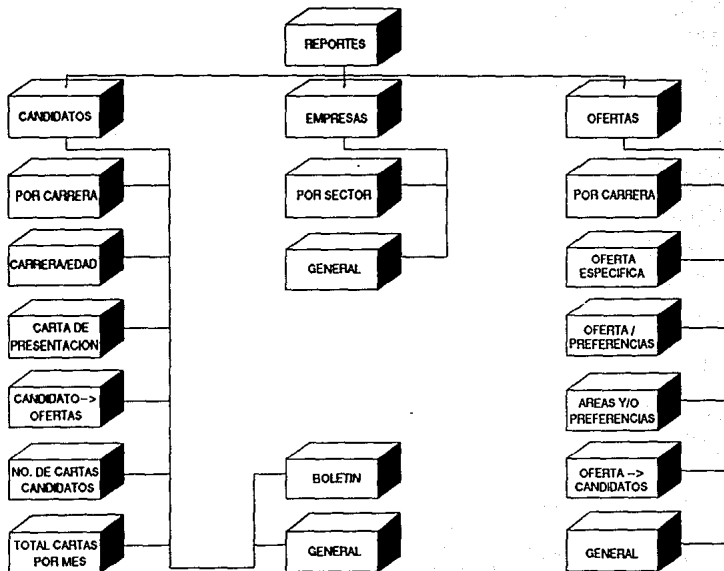 REPORTES
CANDIDATOS
EMPRESAS
OFERTAS
POR CARRERA
POR SECTOR
POR CARRERA
CARRERA/EDAD
GENERAL
OFERTA
ESPECIFICA
CARTA DE
PRESENTACION
OFERTA /
PREFERENCIAS
CANDIDATO-->
OFERTAS
AREAS Y/O
PREFERENCIAS
NO. DE CARTAS
CANDIDATOS
BOLETIN
OFERTA -->
CANDIDATOS
TOTAL CARTAS
POR MES
GENERAL
GENERAL